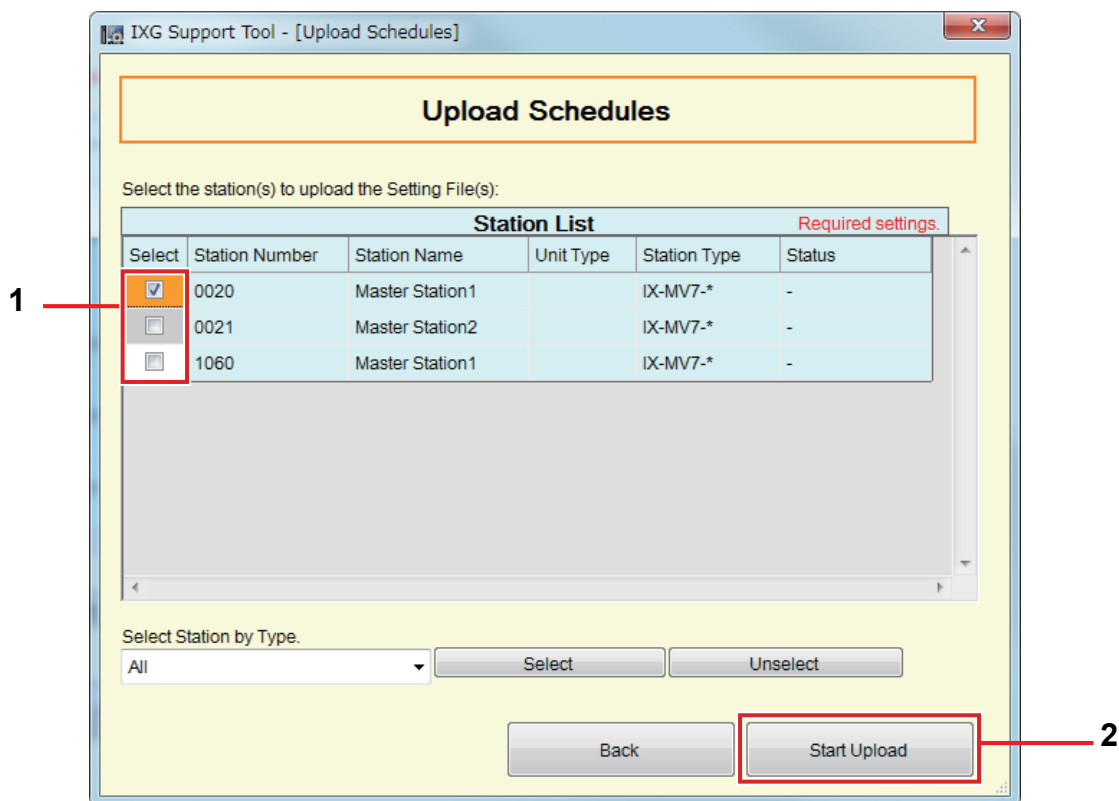 IXG Support Tool - [Upload Schedules]
Upload Schedules
Select the station(s) to upload the Setting File(s):
Station List Required settings.
Select Station Number Station Name Unit Type Station Type Status
1
0020 Master Station1 IX-MV7-* -
0021 Master Station2 IX-MV7-* -
1060 Master Station1 IX-MV7-* -
Select Station by Type.
All Select Unselect
Back Start Upload
2